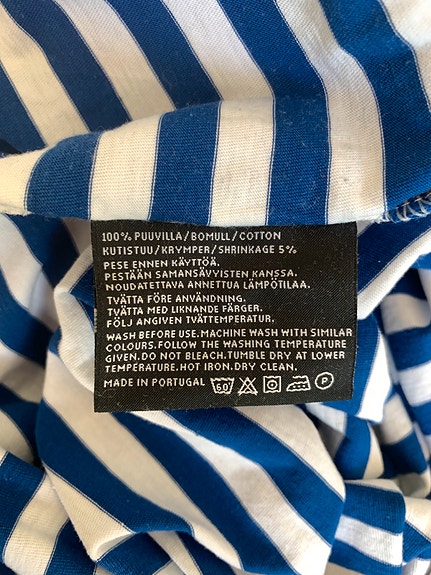 100% PUUVILLA/BOMULL/COTTON
KUTISTUU/KRYMPER/SHRINKAGE 5%
PESE ENNEN KÄYTTÖÄ.
PESTÄÄN SAMANSÄVYISTEN KANSSA.
NOUDATETTAVA ANNETTUA LÄMPÖTILAA.
TVÄTTA FÖRE ANVÄNDNING.
TVÄTTA MED LIKNANDE FÄRGER.
FÖLJ ANGIVEN TVÄTTEMPERATUR.
WASH BEFORE USE.MACHINE WASH WITH SIMILAR
COLOURS.FOLLOW THE WASHING TEMPERATURE
GIVEN.DO NOT BLEACH.TUMBLE DRY AT LOWER
TEMPERATURE.HOT IRON.DRY CLEAN.
MADE IN PORTUGAL 60 P